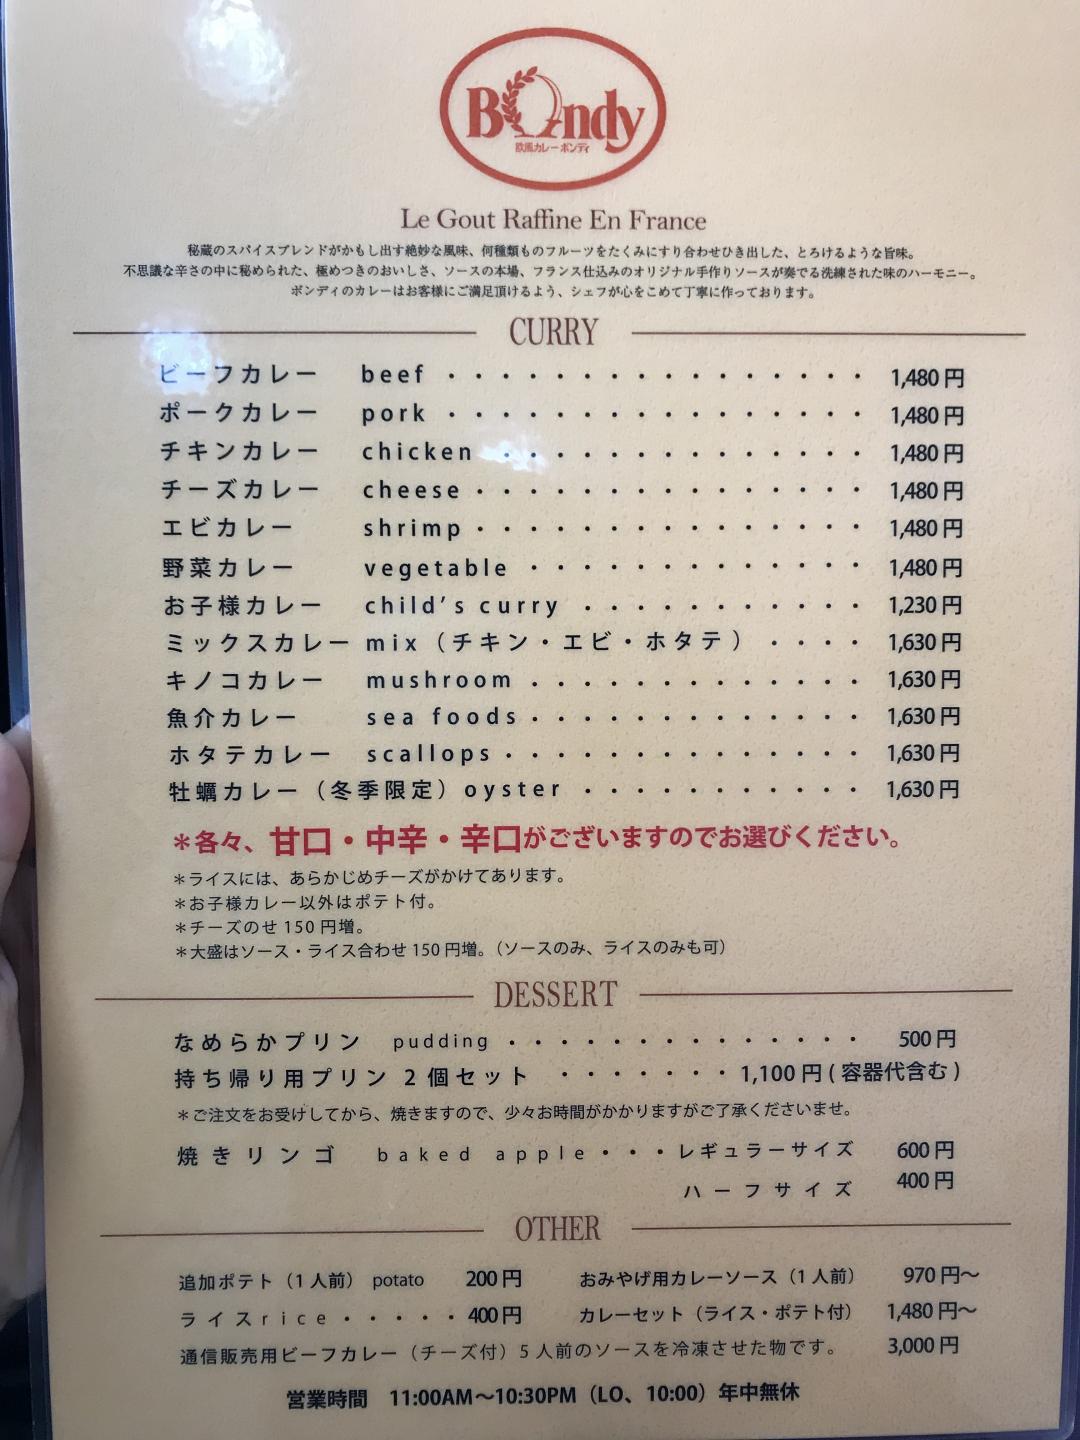 Bondy
欧風カレー ボンディ
Le Gout Raffine En France
秘蔵のスパイスブレンドがかもし出す絶妙な風味、何種類ものフルーツをたくみにすり合わせひき出した、とろけるような旨味。
不思議な辛さの中に秘められた、極めつきのおいしさ、ソースの本場、フランス仕込みのオリジナル手作りソースが奏でる洗練された味のハーモニー。
ボンディのカレーはお客様にご満足頂けるよう、シェフが心をこめて丁寧に作っております。
CURRY
ビーフカレー beef ・・・・・・・・・・・・・・・・ 1,480円
ポークカレー pork ・・・・・・・・・・・・・・・・ 1,480円
チキンカレー chicken ・・・・・・・・・・・・・・ 1,480円
チーズカレー cheese ・・・・・・・・・・・・・・・ 1,480円
エビカレー shrimp ・・・・・・・・・・・・・・・ 1,480円
野菜カレー vegetable ・・・・・・・・・・・・・ 1,480円
お子様カレー child's curry ・・・・・・・・・・・ 1,230円
ミックスカレー mix（チキン・エビ・ホタテ） ・・・・ 1,630円
キノコカレー mushroom ・・・・・・・・・・・・・ 1,630円
魚介カレー sea foods ・・・・・・・・・・・・・ 1,630円
ホタテカレー scallops ・・・・・・・・・・・・・・ 1,630円
牡蠣カレー（冬季限定）oyster ・・・・・・・・・・・ 1,630円
＊各々、甘口・中辛・辛口がございますのでお選びください。
＊ライスには、あらかじめチーズがかけてあります。
＊お子様カレー以外はポテト付。
＊チーズのせ150円増。
＊大盛はソース・ライス合わせ150円増。（ソースのみ、ライスのみも可）
DESSERT
なめらかプリン pudding ・・・・・・・・・・・・・・ 500円
持ち帰り用プリン2個セット ・・・・・・・ 1,100円(容器代含む)
＊ご注文をお受けしてから、焼きますので、少々お時間がかかりますがご了承くださいませ。
焼きリンゴ baked apple・・・レギュラーサイズ 600円
ハーフサイズ 400円
OTHER
追加ポテト（1人前） potato 200円 おみやげ用カレーソース（1人前） 970円〜
ライスrice・・・・・400円 カレーセット（ライス・ポテト付） 1,480円〜
通信販売用ビーフカレー（チーズ付）5人前のソースを冷凍させた物です。 3,000円
営業時間 11:00AM〜10:30PM（LO、10:00）年中無休